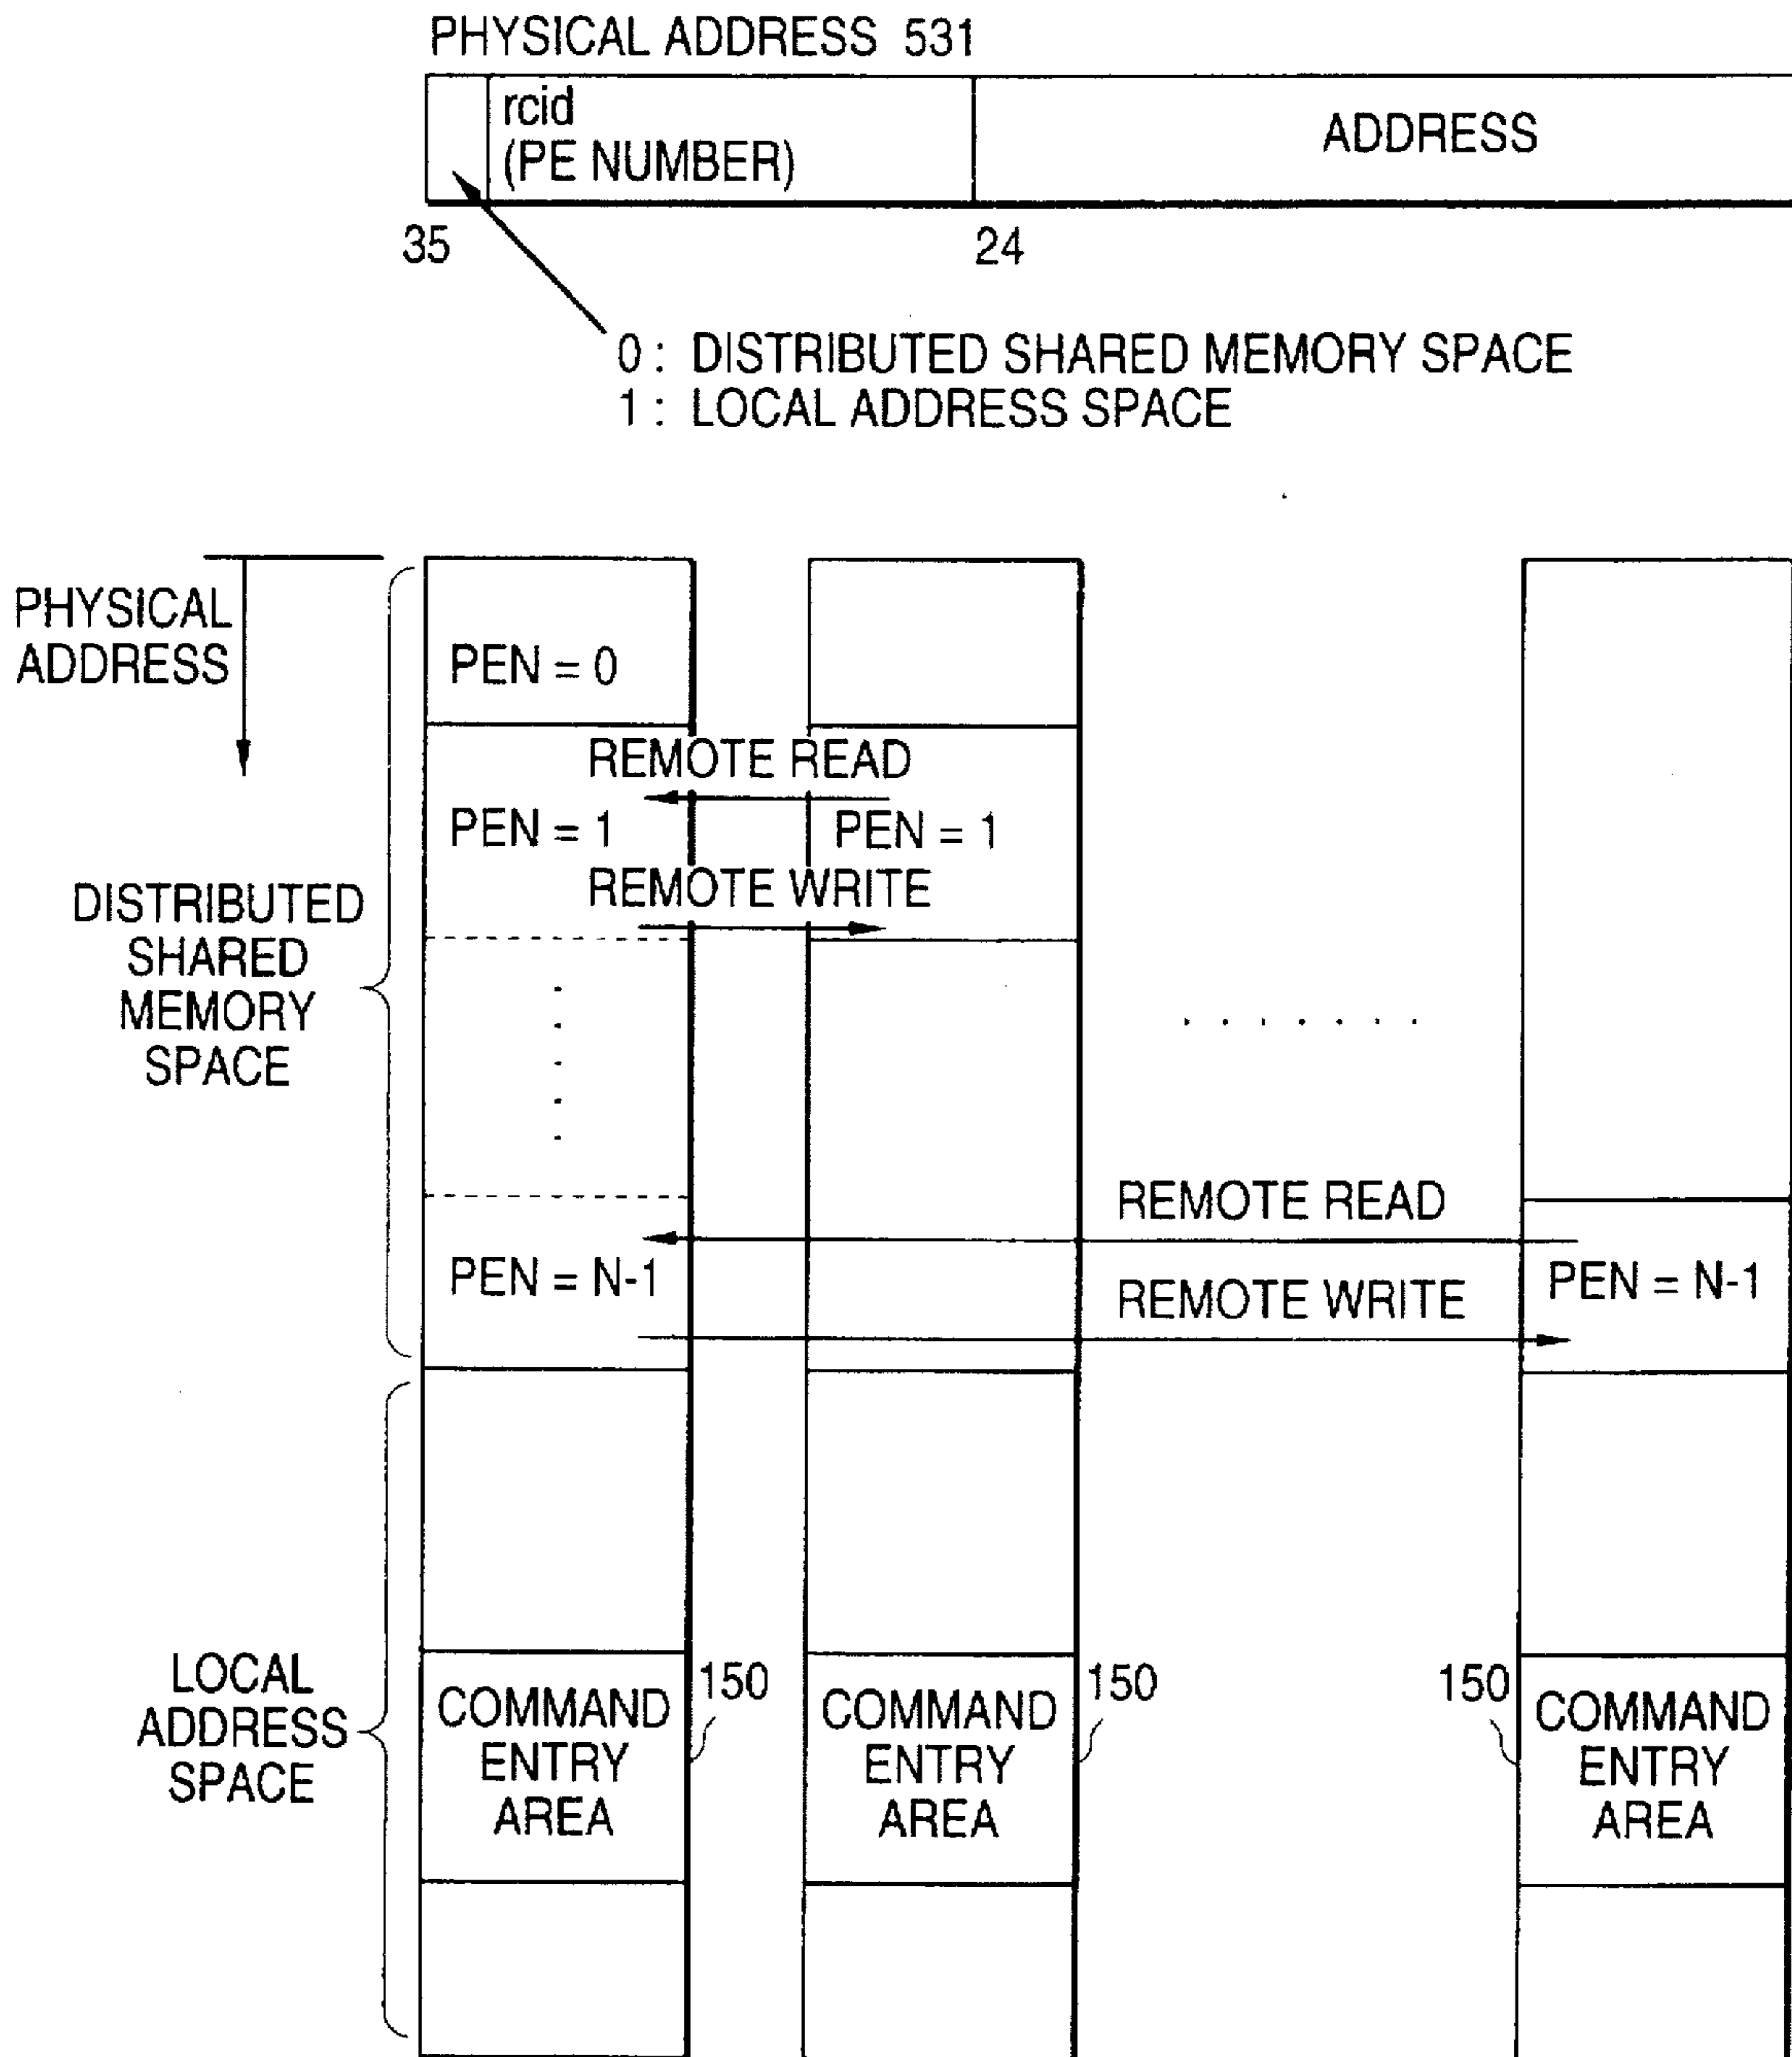 PHYSICAL ADDRESS 531
rcid
(PE NUMBER)
ADDRESS
35
24
0 : DISTRIBUTED SHARED MEMORY SPACE
1 : LOCAL ADDRESS SPACE
PHYSICAL
ADDRESS
PEN = 0
REMOTE READ
PEN = 1
PEN = 1
REMOTE WRITE
DISTRIBUTED
SHARED
MEMORY
SPACE
REMOTE READ
PEN = N-1
PEN = N-1
REMOTE WRITE
LOCAL
ADDRESS
SPACE
COMMAND
ENTRY
AREA
150
COMMAND
ENTRY
AREA
150
150
COMMAND
ENTRY
AREA